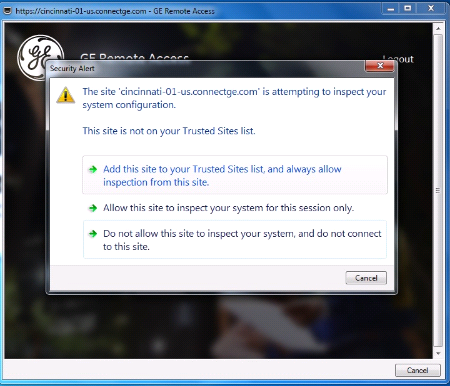 https://cincinnati-01-us.connectge.com - GE Remote Access
GE Remote Access
Logout
Security Alert
The site 'cincinnati-01-us.connectge.com' is attempting to inspect your
system configuration.
This site is not on your Trusted Sites list.
Add this site to your Trusted Sites list, and always allow
inspection from this site.
Allow this site to inspect your system for this session only.
Do not allow this site to inspect your system, and do not connect
to this site.
Cancel
Cancel